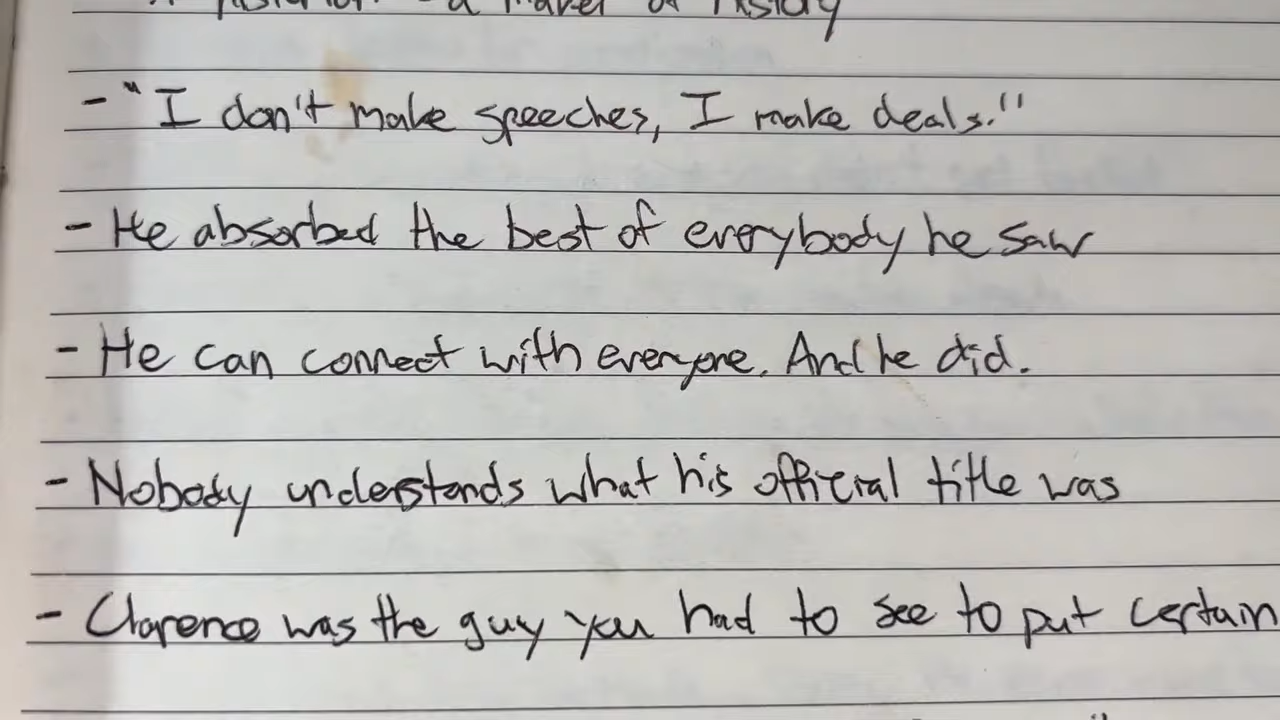 - "I don't make speeches, I make deals."
- He absorbed the best of everybody he saw
- He can connect with everyone. And he did.
- Nobody understands what his official title was
- Clarence was the guy you had to see to put certain